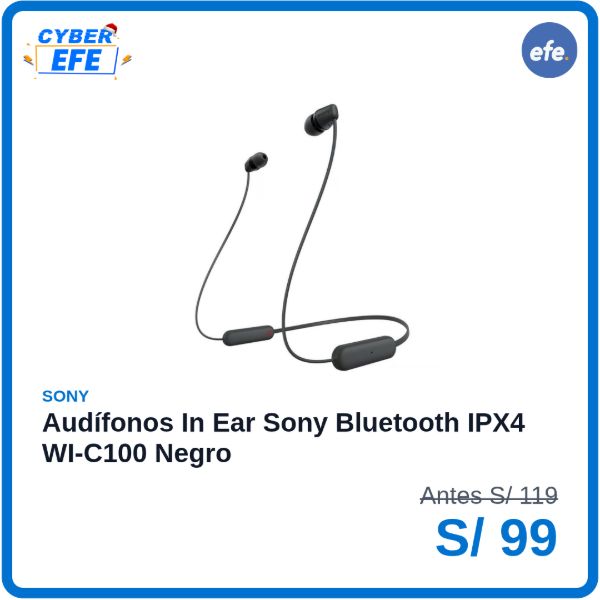 CYBER
EFE
efe.
SONY
Audífonos In Ear Sony Bluetooth IPX4
WI-C100 Negro
Antes S/ 119
S/ 99